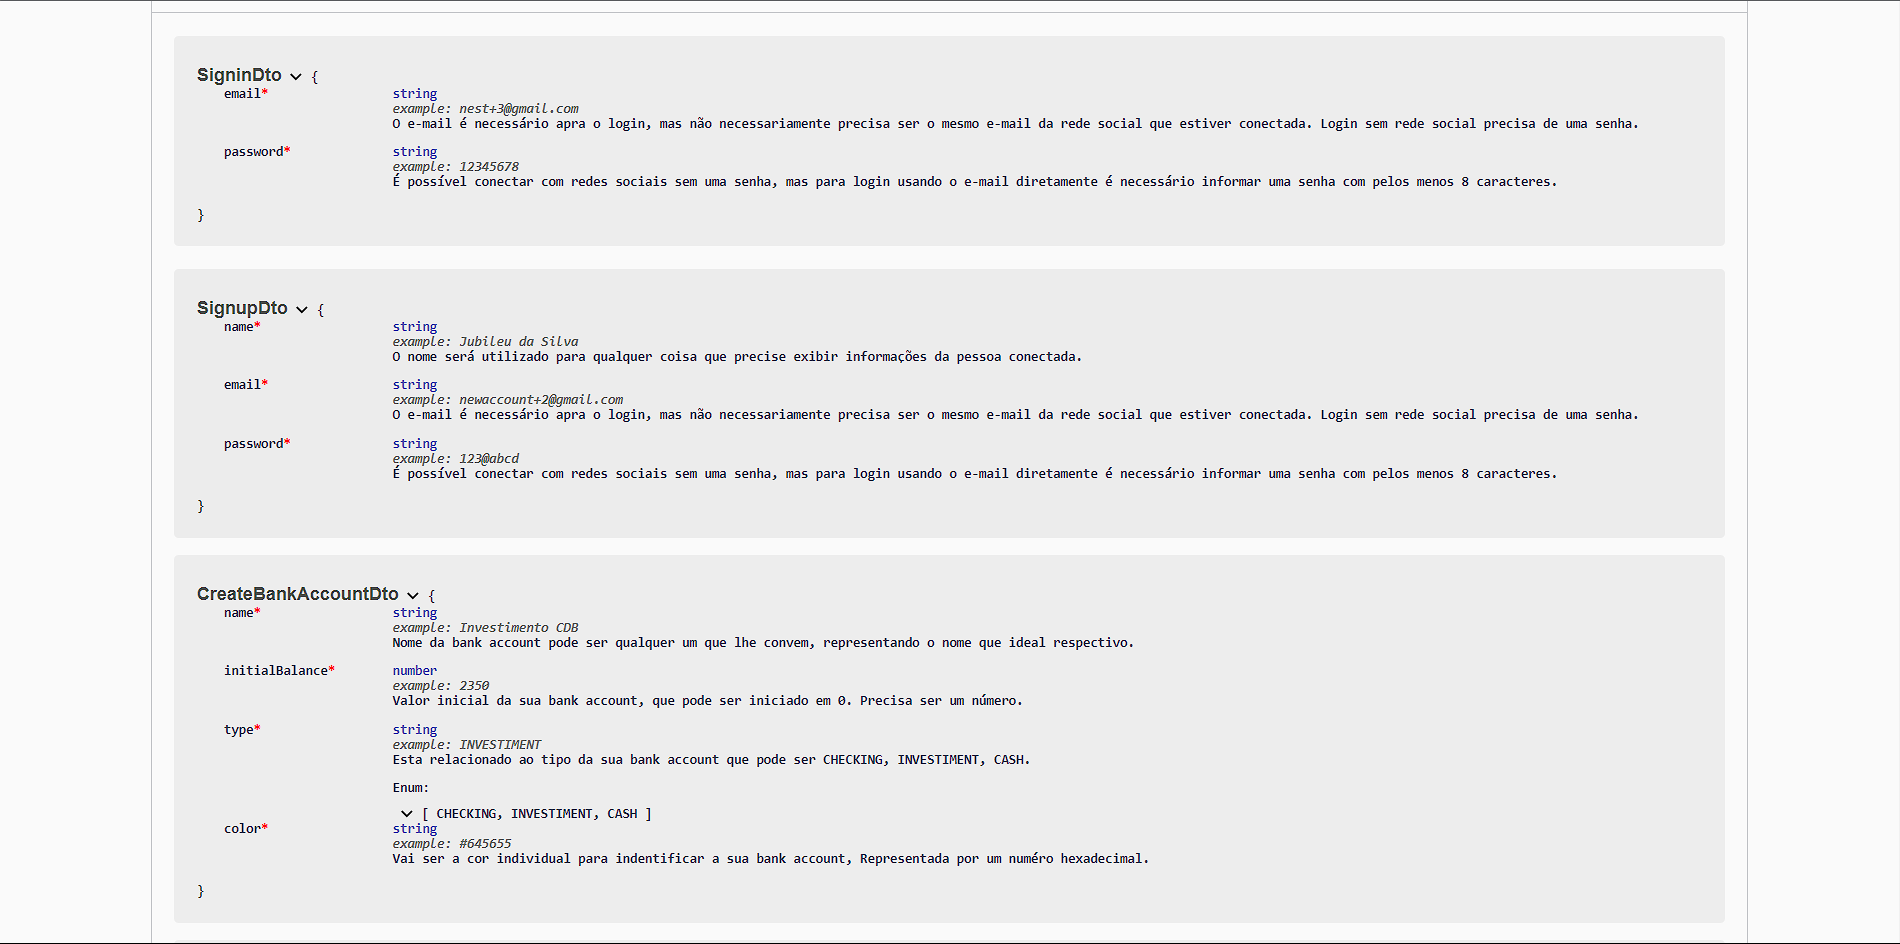 SigninDto {
email* string
example: nest+3@gmail.com
O e-mail é necessário apra o login, mas não necessariamente precisa ser o mesmo e-mail da rede social que estiver conectada. Login sem rede social precisa de uma senha.
password* string
example: 12345678
É possível conectar com redes sociais sem uma senha, mas para login usando o e-mail diretamente é necessário informar uma senha com pelos menos 8 caracteres.
}
SignupDto {
name* string
example: Jubileu da Silva
O nome será utilizado para qualquer coisa que precise exibir informações da pessoa conectada.
email* string
example: newaccount+2@gmail.com
O e-mail é necessário apra o login, mas não necessariamente precisa ser o mesmo e-mail da rede social que estiver conectada. Login sem rede social precisa de uma senha.
password* string
example: 123@abcd
É possível conectar com redes sociais sem uma senha, mas para login usando o e-mail diretamente é necessário informar uma senha com pelos menos 8 caracteres.
}
CreateBankAccountDto {
name* string
example: Investimento CDB
Nome da bank account pode ser qualquer um que lhe convem, representando o nome que ideal respectivo.
initialBalance* number
example: 2350
Valor inicial da sua bank account, que pode ser iniciado em 0. Precisa ser um número.
type* string
example: INVESTIMENT
Esta relacionado ao tipo da sua bank account que pode ser CHECKING, INVESTIMENT, CASH.
Enum:
[ CHECKING, INVESTIMENT, CASH ]
color* string
example: #645655
Vai ser a cor individual para indentificar a sua bank account, Representada por um numéro hexadecimal.
}